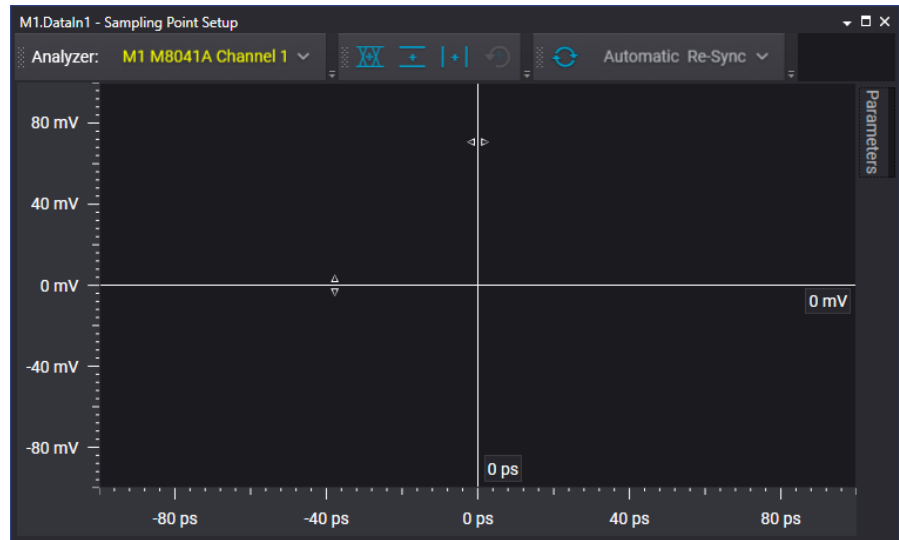 M1.DataIn1 - Sampling Point Setup
Analyzer: M1 M8041A Channel 1
Automatic Re-Sync
Parameters
80 mV
40 mV
0 mV
0 mV
-40 mV
-80 mV
0 ps
-80 ps -40 ps 0 ps 40 ps 80 ps